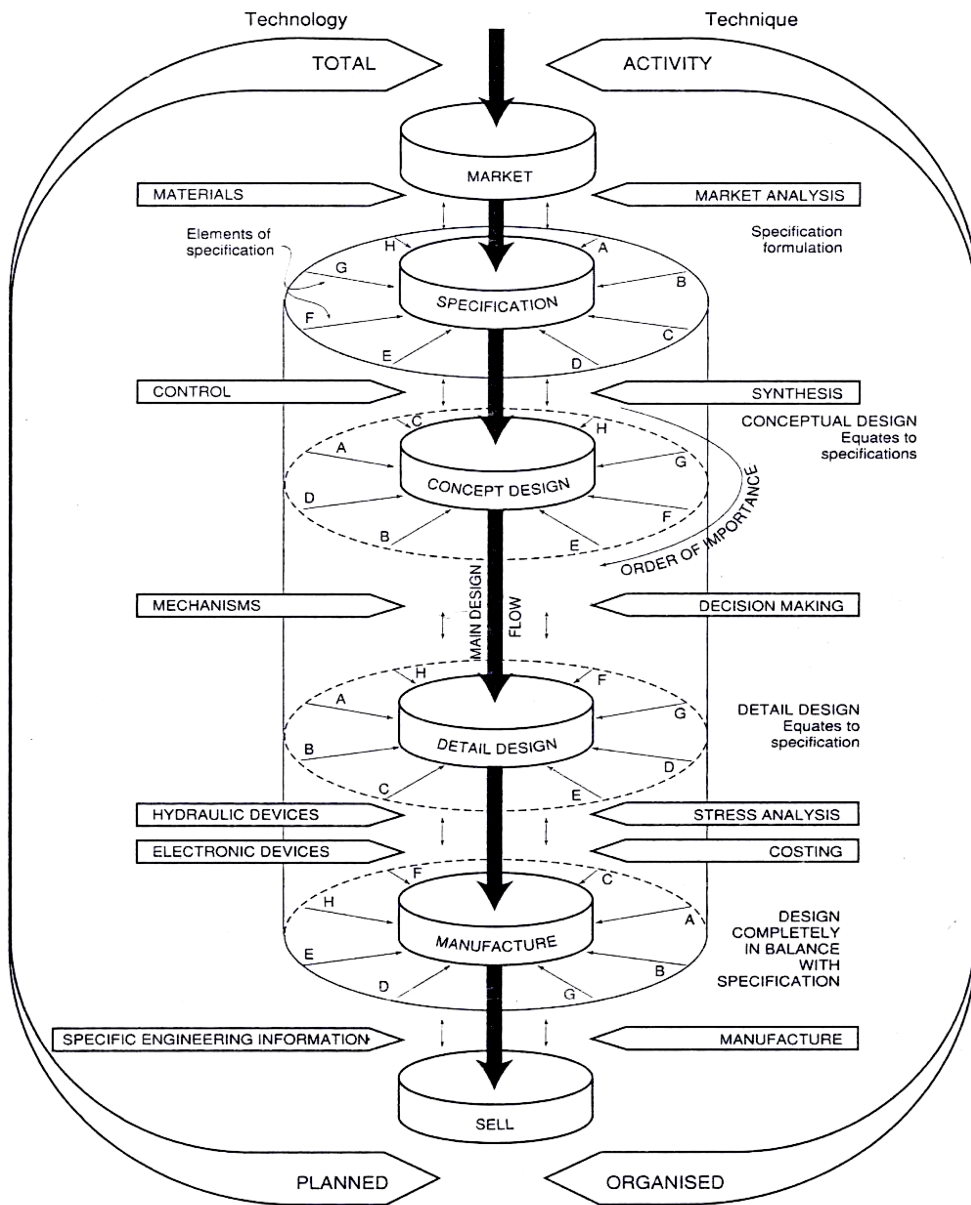 Technology
Technique
TOTAL
ACTIVITY
MARKET
MATERIALS
MARKET ANALYSIS
Elements of
specification
Specification
formulation
H
A
G
B
SPECIFICATION
F
C
E
D
CONTROL
SYNTHESIS
CONCEPTUAL DESIGN
Equates to
specifications
C
H
A
G
CONCEPT DESIGN
D
F
B
E
ORDER OF IMPORTANCE
MAIN DESIGN
FLOW
MECHANISMS
DECISION MAKING
H
F
A
G
DETAIL DESIGN
Equates to
specification
DETAIL DESIGN
B
D
C
E
HYDRAULIC DEVICES
STRESS ANALYSIS
ELECTRONIC DEVICES
COSTING
F
C
H
A
MANUFACTURE
DESIGN
COMPLETELY
IN BALANCE
WITH
SPECIFICATION
E
B
D
G
SPECIFIC ENGINEERING INFORMATION
MANUFACTURE
SELL
PLANNED
ORGANISED